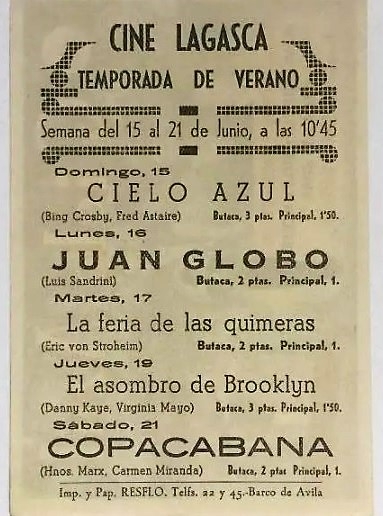 CINE LAGASCA
TEMPORADA DE VERANO
Semana del 15 al 21 de Junio, a las 10'45
Domingo, 15
CIELO AZUL
(Bing Crosby, Fred Astaire) Butaca, 3 ptas. Principal, 1'50.
Lunes, 16
JUAN GLOBO
(Luis Sandrini) Butaca, 2 ptas. Principal, 1.
Martes, 17
La feria de las quimeras
(Eric von Stroheim) Butaca, 2 ptas. Principal, 1.
Jueves, 19
El asombro de Brooklyn
(Danny Kaye, Virginia Mayo) Butaca, 3 ptas. Principal, 1'50.
Sábado, 21
COPACABANA
(Hnos. Marx, Carmen Miranda) Butaca, 2 ptas Principal, 1.
Imp. y Pap. RESFLO. Telfs. 22 y 45.-Barco de Avila